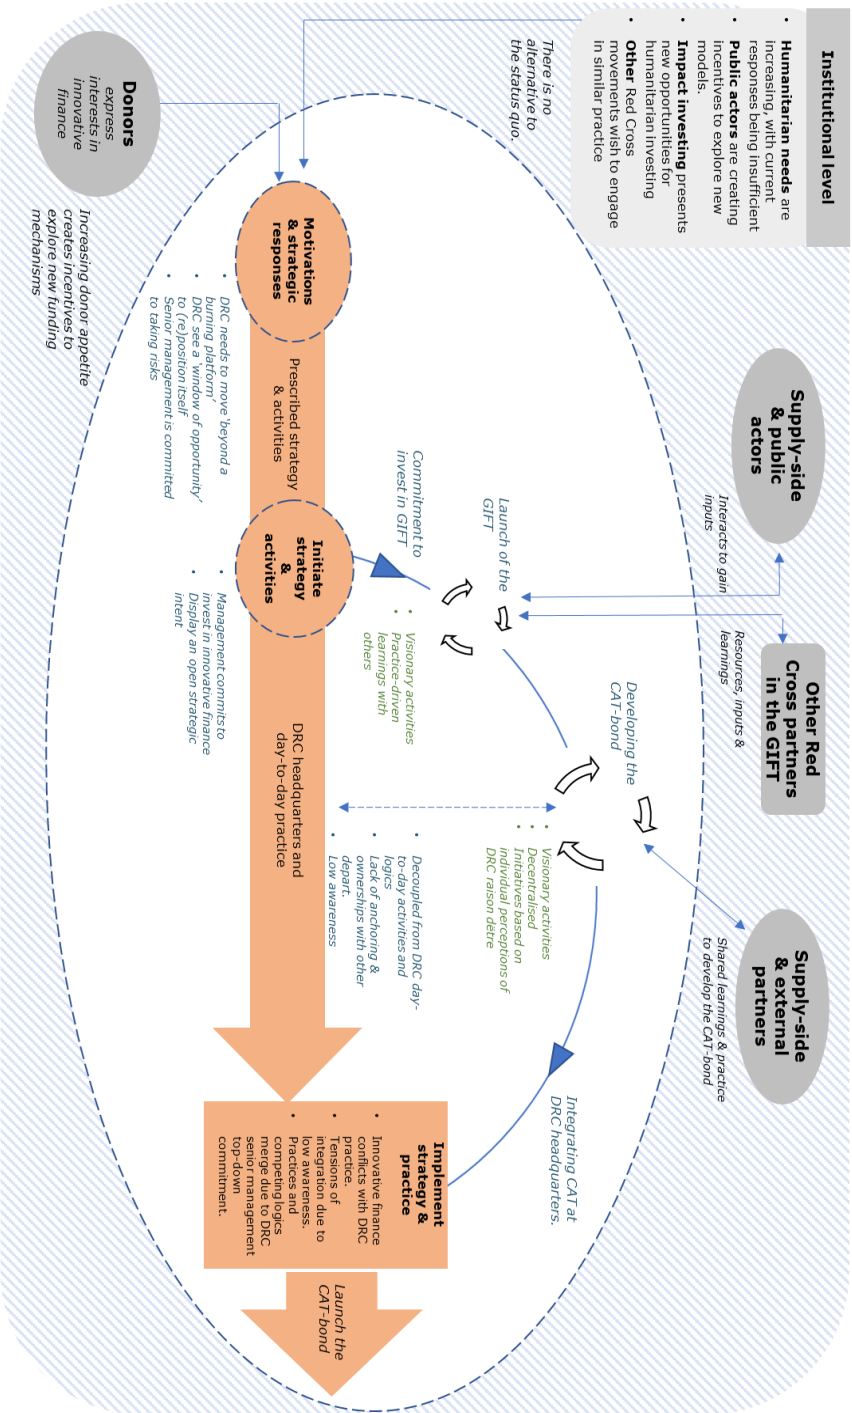 Institutional level
• Humanitarian needs are
increasing, with current
responses being insufficient
• Public actors are creating
incentives to explore new
models.
• Impact investing presents
new opportunities for
humanitarian investing
• Other Red Cross
movements wish to engage
in similar practice
There is no
alternative to
the status quo.
Supply-side
& public
actors
Interacts to gain
inputs
Other Red
Cross partners
in the GIFT
Resources, inputs &
learnings
Supply-side
& external
partners
Shared learnings & practice
to develop the CAT-bond
Launch of the
GIFT
Commitment to
invest in GIFT
• Visionary activities
• Practice-driven
learnings with
others
Developing the
CAT-bond
• Visionary activities
• Decentralised
• Initiatives based on
individual perceptions of
DRC raison dëtre
• Decoupled from DRC day-
to-day activities and
logics
• Lack of anchoring &
ownerships with other
depart.
• Low awareness
Integrating CAT at
DRC headquarters.
Donors
express
interests in
innovative
finance
Increasing donor appetite
creates incentives to
explore new funding
mechanisms
Motivations
& strategic
responses
Prescribed strategy
& activities
• DRC needs to move 'beyond a
burning platform'
• DRC see a 'window of opportunity'
to (re)position itself
• Senior management is committed
to taking risks
Initiate
strategy
&
activities
• Management commits to
invest in innovative finance
• Display an open strategic
intent
DRC headquarters and
day-to-day practice
Implement
strategy &
practice
• Innovative finance
conflicts with DRC
practice.
• Tensions of
integration due to
low awareness.
• Practices and
competing logics
merge due to DRC
senior management
top-down
commitment.
Launch the
CAT-bond